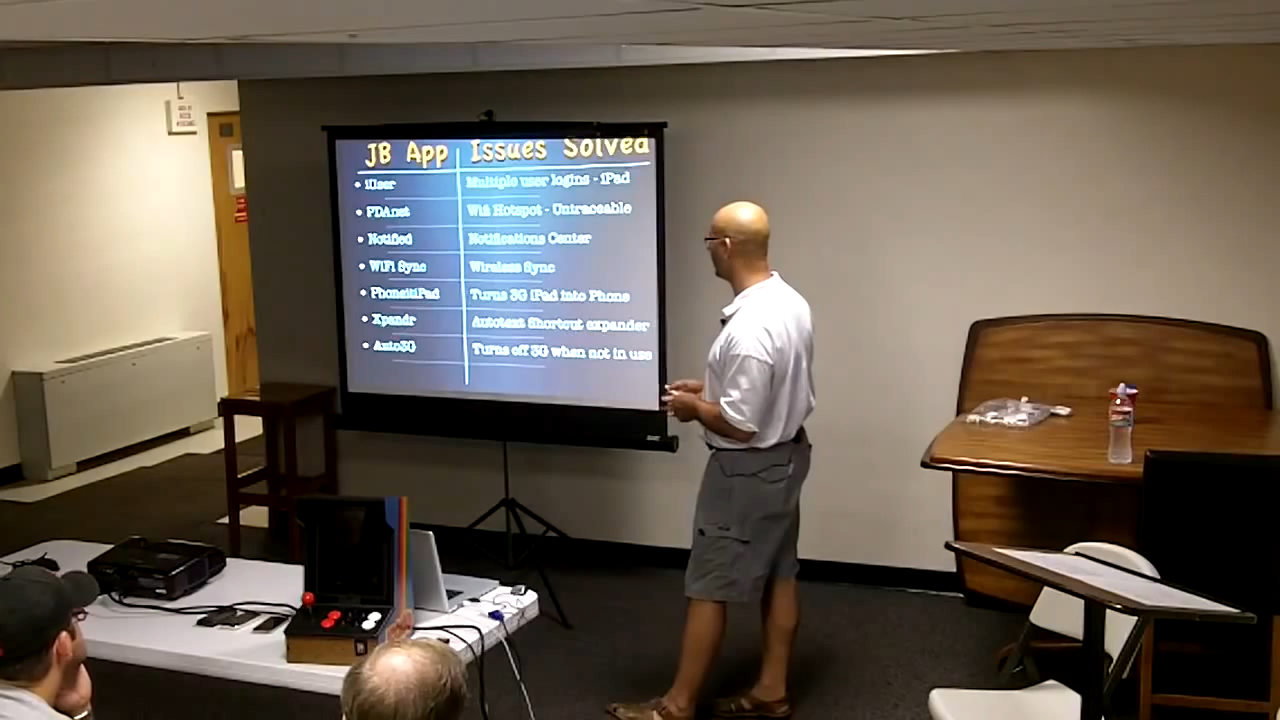 JB App Issues Solved
• iUser Multiple user logins - iPad
• PDAnet Wifi Hotspot - Untraceable
• Notified Notifications Center
• WiFi Sync Wireless Sync
• PhoneitiPad Turns 3G iPad into Phone
• Xpandr Autotext Shortcut expander
• Auto3G Turns off 3G when not in use